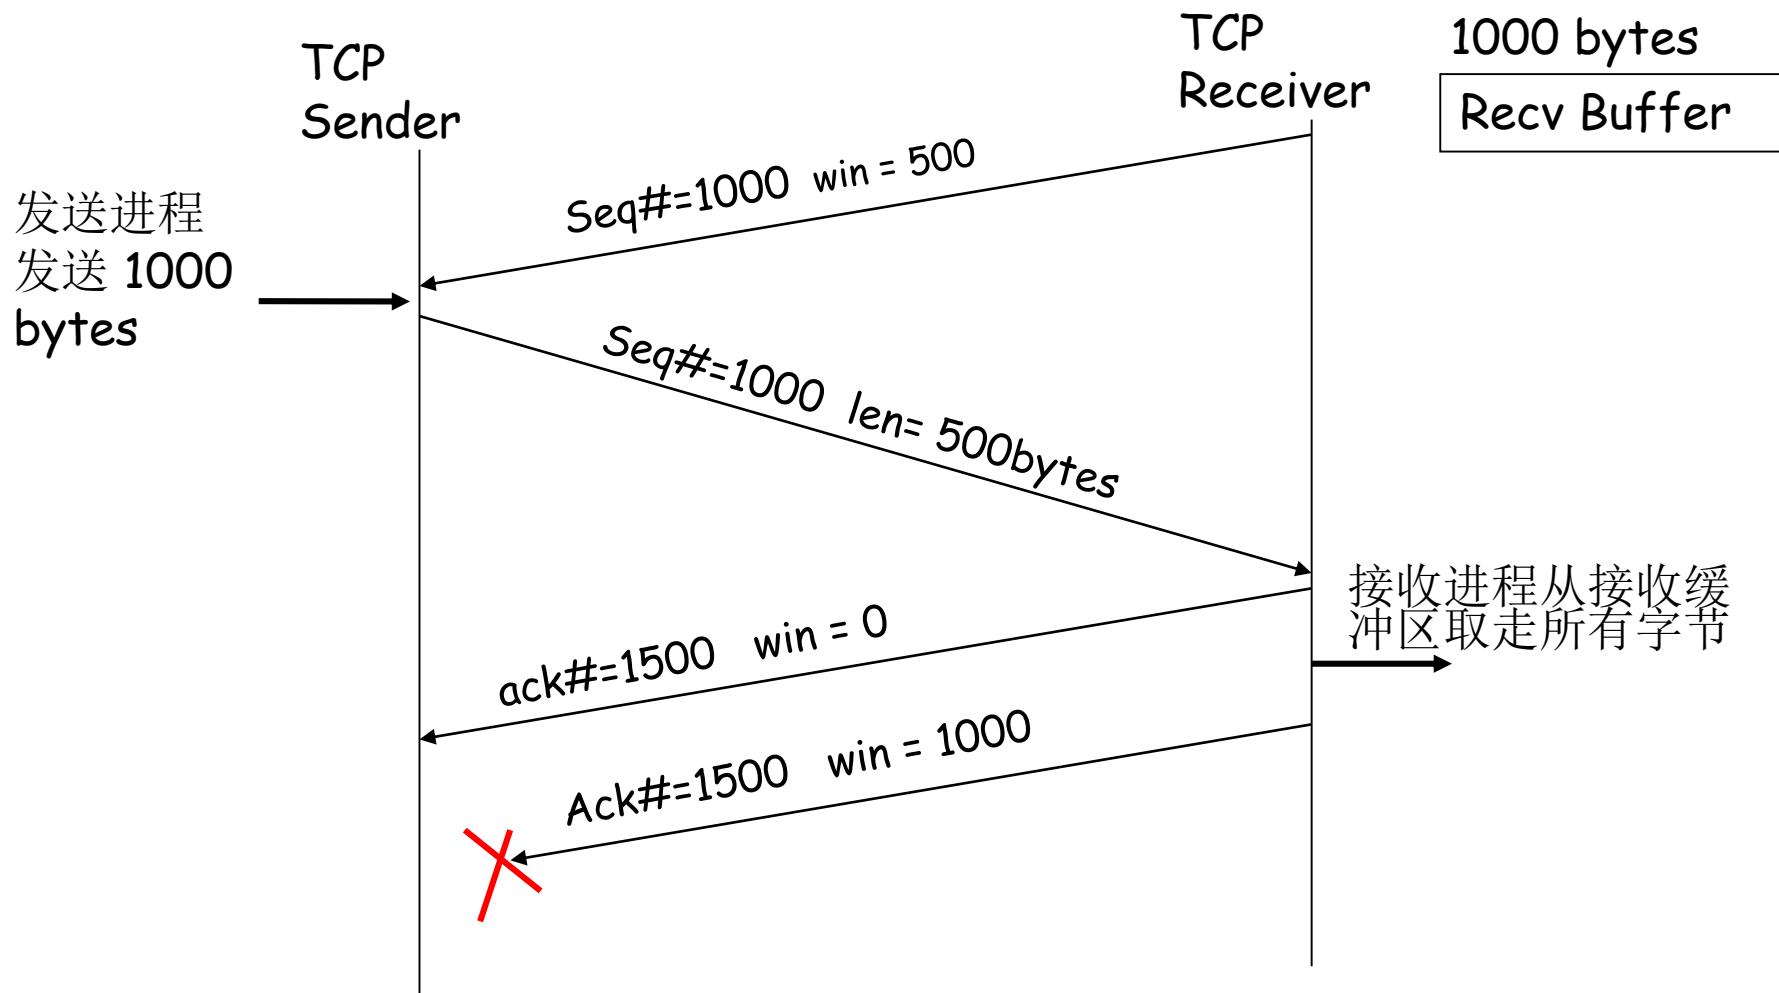 TCP
Sender
TCP
Receiver
1000 bytes
Recv Buffer
Seq#=1000 win = 500
发送进程
发送 1000
bytes
Seq#=1000 len= 500bytes
接收进程从接收缓
冲区取走所有字节
ack#=1500 win = 0
Ack#=1500 win = 1000